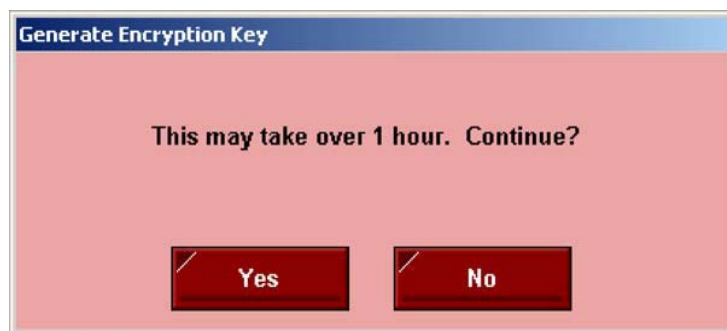 Generate Encryption Key
This may take over 1 hour.  Continue?
Yes
No